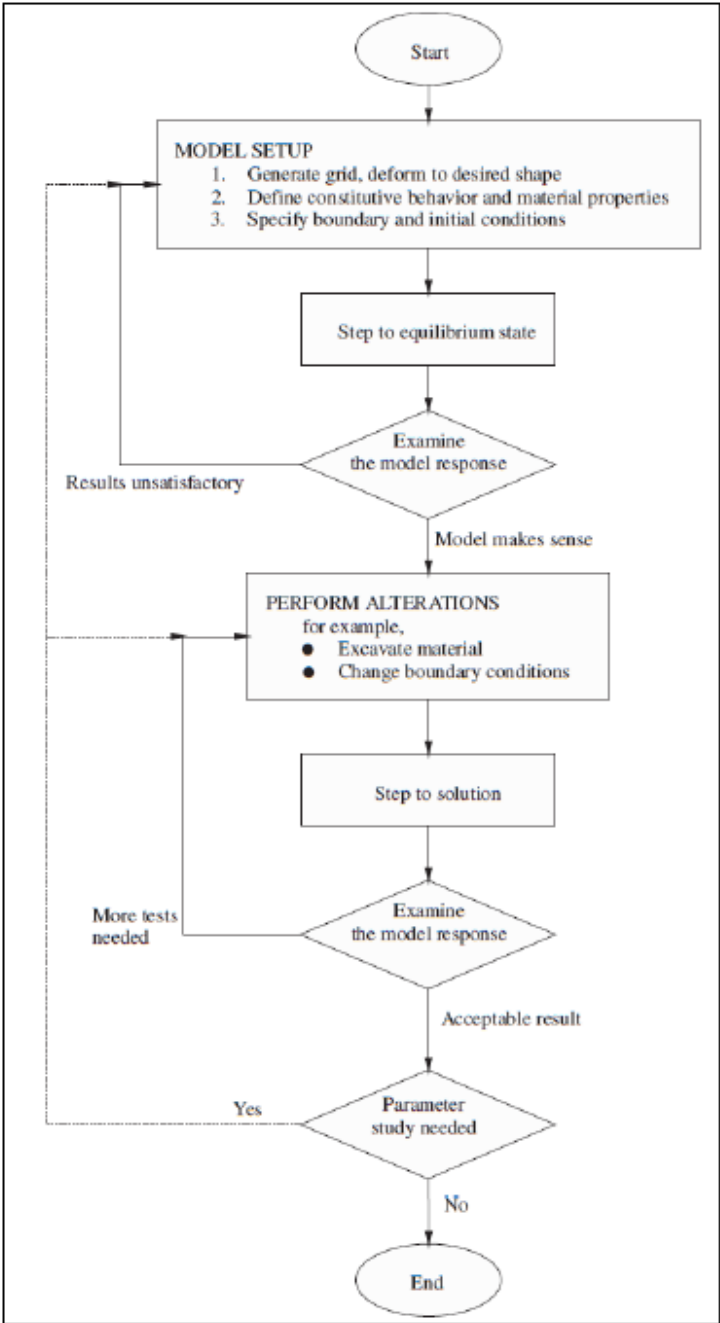 Start
MODEL SETUP
1. Generate grid, deform to desired shape
2. Define constitutive behavior and material properties
3. Specify boundary and initial conditions
Step to equilibrium state
Examine
the model response
Results unsatisfactory
Model makes sense
PERFORM ALTERATIONS
for example,
● Excavate material
● Change boundary conditions
Step to solution
Examine
the model response
More tests
needed
Acceptable result
Parameter
study needed
Yes
No
End